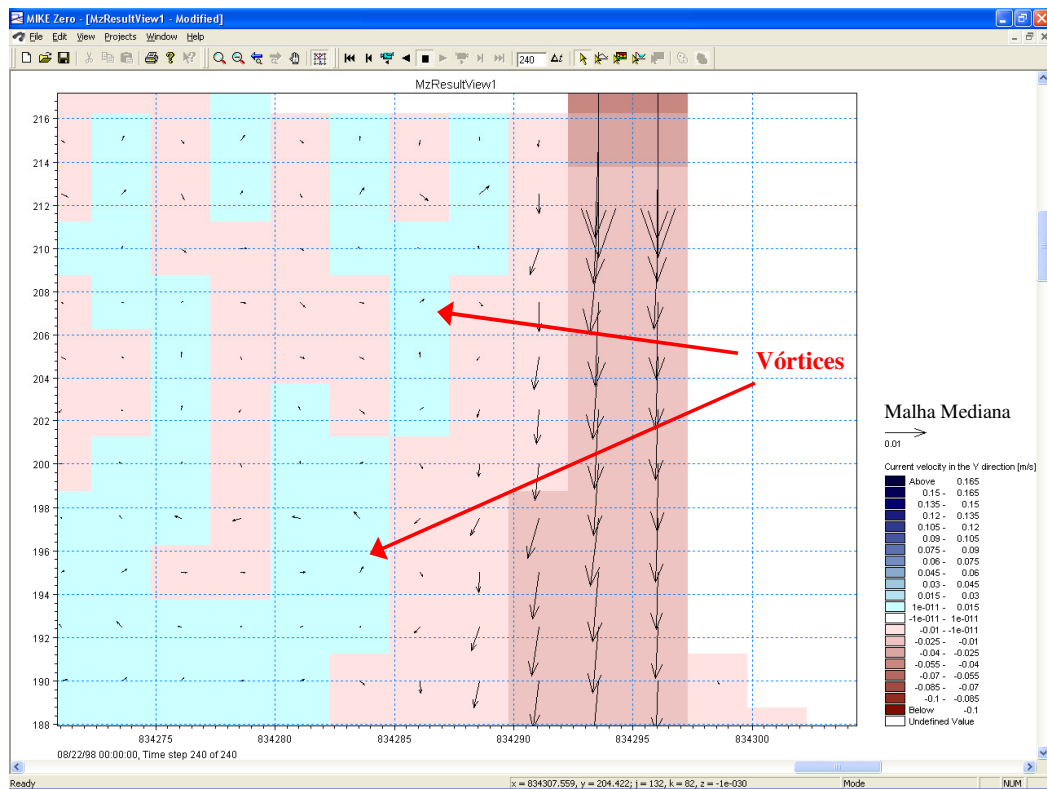 MIKE Zero - [MzResultView1 - Modified]
File Edit View Projects Window Help
240 Δt
MzResultView1
216
214
212
210
208
206
204
202
200
198
196
194
192
190
188
834275 834280 834285 834290 834295 834300
Vórtices
Malha Mediana
0.01
Current velocity in the Y direction [m/s]
Above 0.165
0.15 - 0.165
0.135 - 0.15
0.12 - 0.135
0.105 - 0.12
0.09 - 0.105
0.075 - 0.09
0.06 - 0.075
0.045 - 0.06
0.03 - 0.045
0.015 - 0.03
1e-011 - 0.015
-1e-011 - 1e-011
-0.01 - -1e-011
-0.025 - -0.01
-0.04 - -0.025
-0.055 - -0.04
-0.07 - -0.055
-0.085 - -0.07
-0.1 - -0.085
Below -0.1
Undefined Value
08/22/98 00:00:00, Time step 240 of 240
Ready x = 834307.559, y = 204.422; j = 132, k = 82, z = -1e-030 Mode NUM